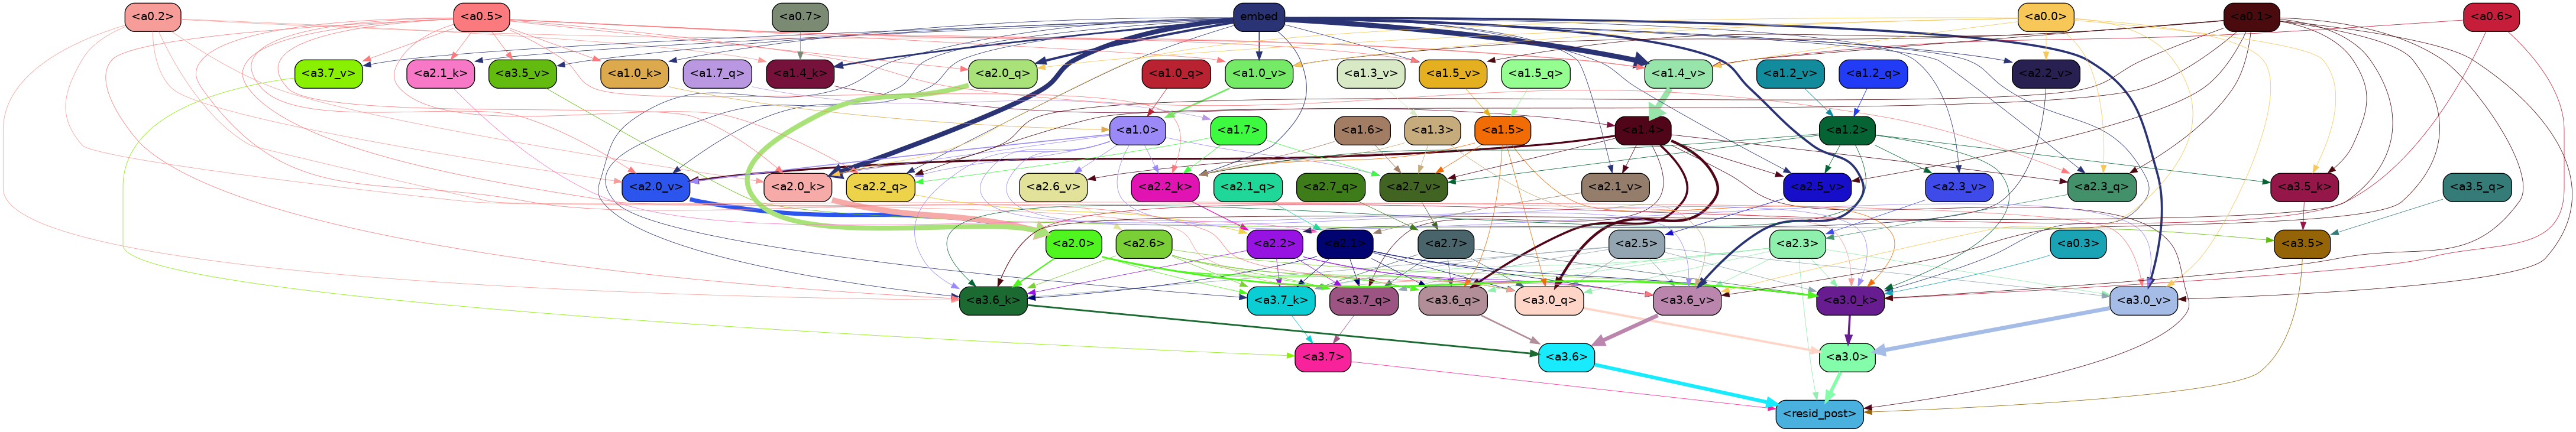 <a0.2> <a0.5> <a0.7> embed <a0.0> <a0.1> <a0.6>
<a3.7_v> <a2.1_k> <a3.5_v> <a1.0_k> <a1.7_q> <a1.4_k> <a2.0_q> <a1.0_q> <a1.0_v> <a1.3_v> <a1.5_v> <a1.5_q> <a1.4_v> <a1.2_v> <a1.2_q> <a2.2_v>
<a1.0> <a1.7> <a1.6> <a1.3> <a1.5> <a1.4> <a1.2>
<a2.0_v> <a2.0_k> <a2.2_q> <a2.6_v> <a2.2_k> <a2.1_q> <a2.7_q> <a2.7_v> <a2.1_v> <a2.5_v> <a2.3_v> <a2.3_q> <a3.5_k> <a3.5_q>
<a2.0> <a2.6> <a2.2> <a2.1> <a2.7> <a2.5> <a2.3> <a0.3> <a3.5>
<a3.6_k> <a3.7_k> <a3.7_q> <a3.6_q> <a3.0_q> <a3.6_v> <a3.0_k> <a3.0_v>
<a3.7> <a3.6> <a3.0>
<resid_post>